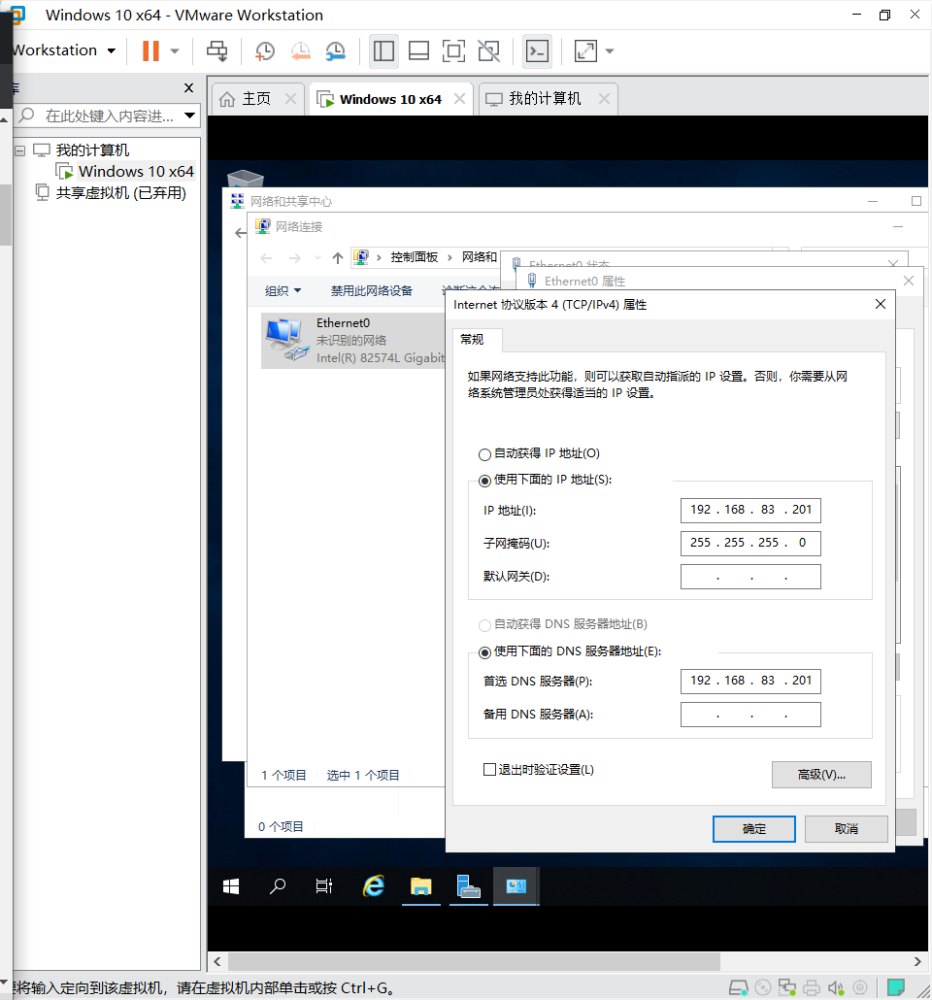 Windows 10 x64 - VMware Workstation
Workstation
库
主页
Windows 10 x64
我的计算机
在此处键入内容进...
我的计算机
Windows 10 x64
共享虚拟机 (已弃用)
网络和共享中心
网络连接
控制面板
网络和
Ethernet0 状态
Ethernet0 属性
组织
禁用此网络设备
诊断这个连
Internet 协议版本 4 (TCP/IPv4) 属性
Ethernet0
未识别的网络
Intel(R) 82574L Gigabit
常规
如果网络支持此功能，则可以获取自动指派的 IP 设置。否则，你需要从网
络系统管理员处获得适当的 IP 设置。
自动获得 IP 地址(O)
使用下面的 IP 地址(S):
IP 地址(I):
192 . 168 . 83 . 201
子网掩码(U):
255 . 255 . 255 . 0
默认网关(D):
. . .
自动获得 DNS 服务器地址(B)
使用下面的 DNS 服务器地址(E):
首选 DNS 服务器(P):
192 . 168 . 83 . 201
备用 DNS 服务器(A):
. . .
退出时验证设置(L)
高级(V)...
1 个项目
选中 1 个项目
确定
取消
0 个项目
要将输入定向到该虚拟机，请在虚拟机内部单击或按 Ctrl+G。